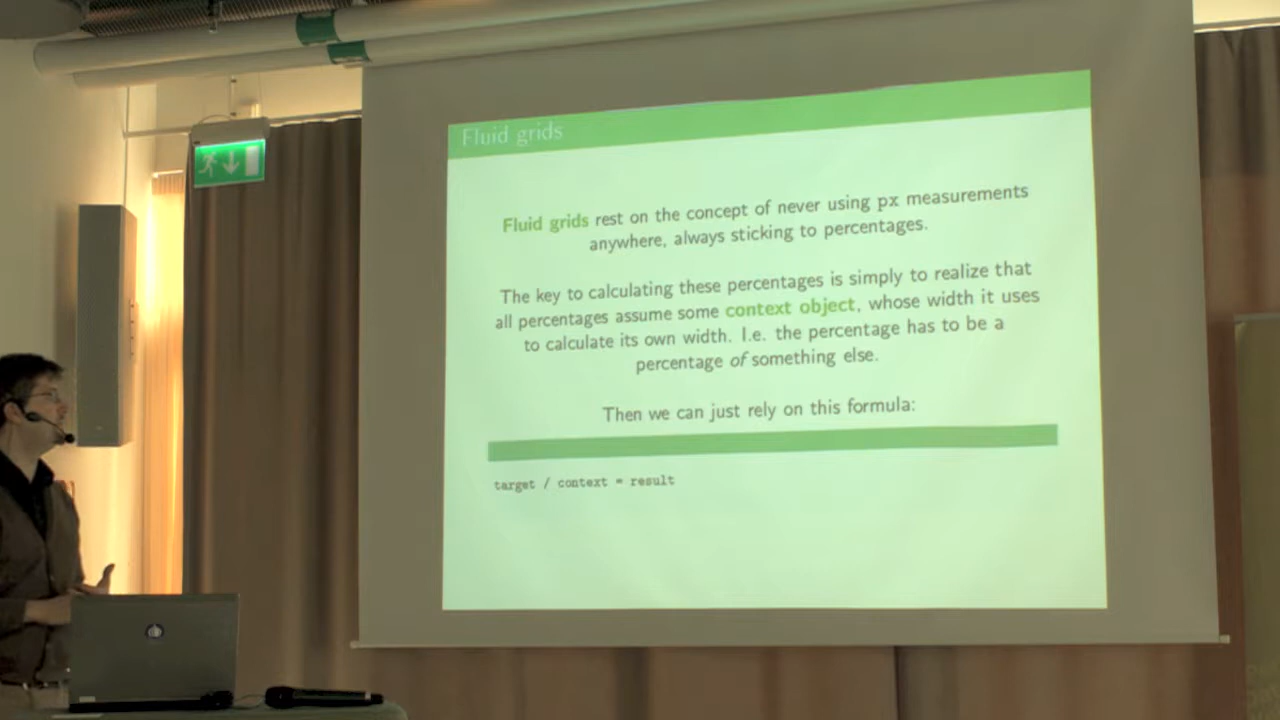 Fluid grids
Fluid grids rest on the concept of never using px measurements
anywhere, always sticking to percentages.
The key to calculating these percentages is simply to realize that
all percentages assume some context object, whose width it uses
to calculate its own width. I.e. the percentage has to be a
percentage of something else.
Then we can just rely on this formula:
target / context = result